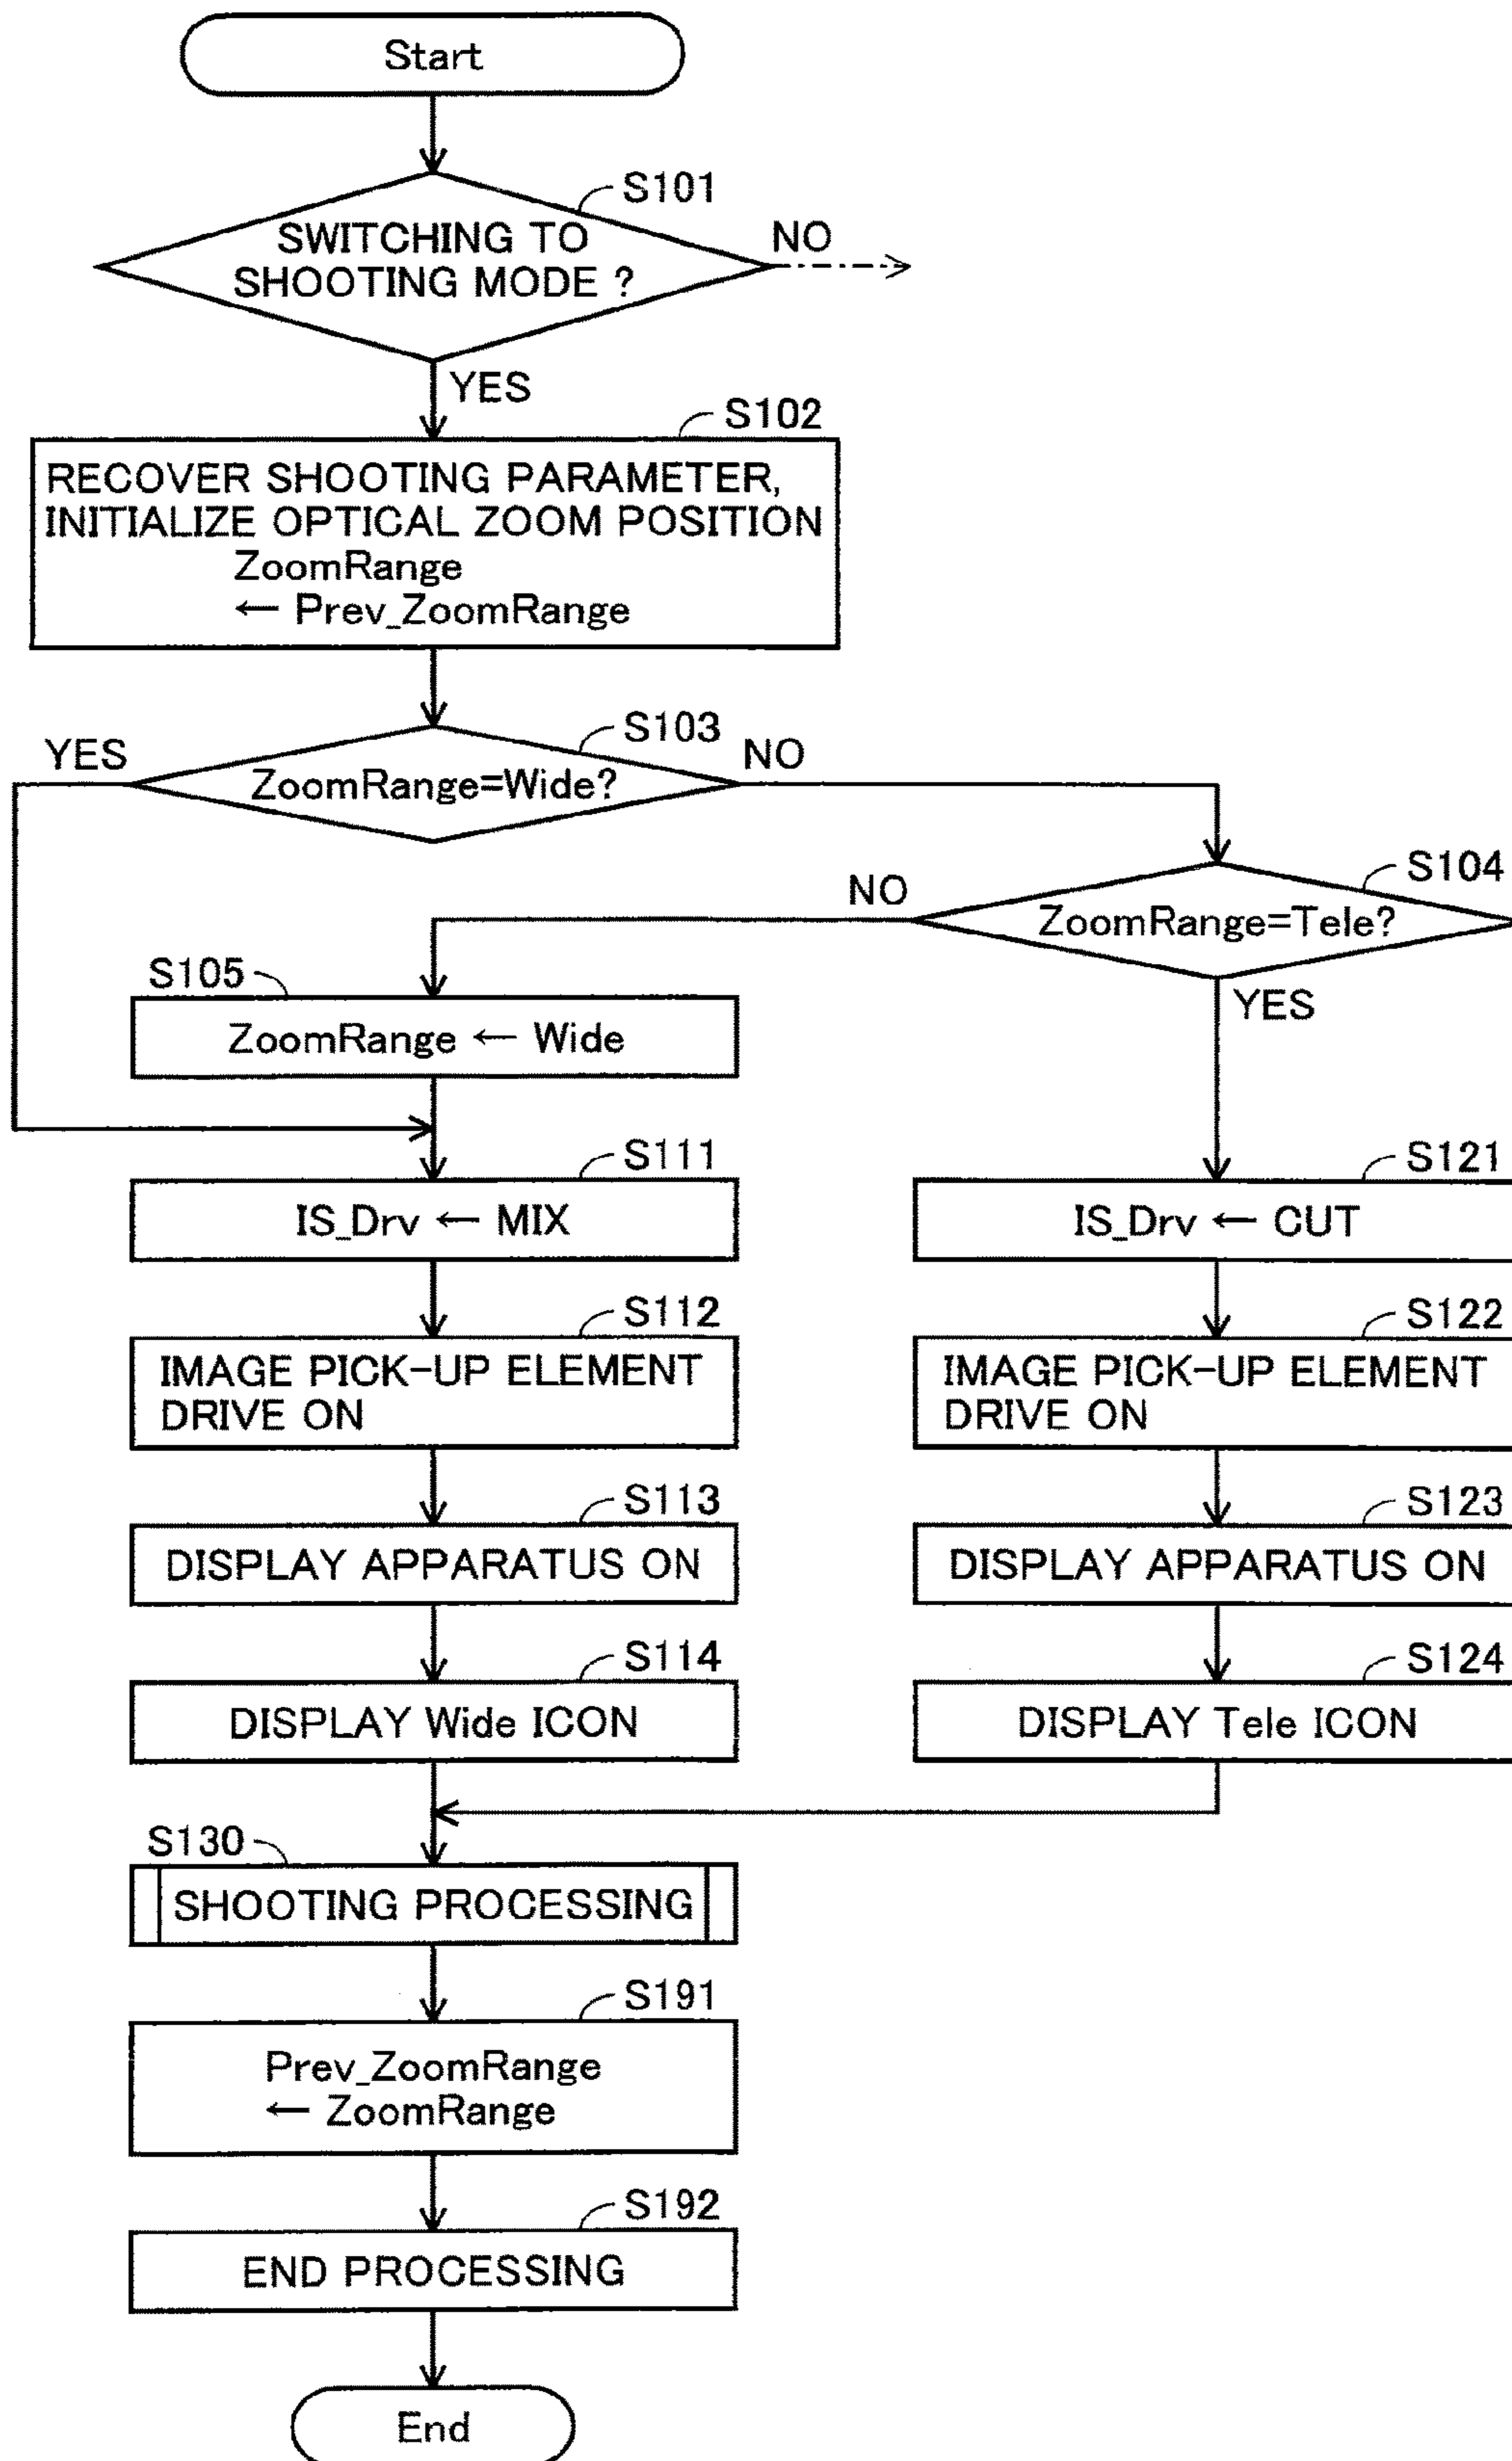 Start
S101
SWITCHING TO
SHOOTING MODE ?
NO
YES
S102
RECOVER SHOOTING PARAMETER,
INITIALIZE OPTICAL ZOOM POSITION
ZoomRange
← Prev_ZoomRange
S103
YES
ZoomRange=Wide?
NO
S104
NO
ZoomRange=Tele?
YES
S105
ZoomRange ← Wide
S111
IS_Drv ← MIX
S121
IS_Drv ← CUT
S112
IMAGE PICK-UP ELEMENT
DRIVE ON
S122
IMAGE PICK-UP ELEMENT
DRIVE ON
S113
DISPLAY APPARATUS ON
S123
DISPLAY APPARATUS ON
S114
DISPLAY Wide ICON
S124
DISPLAY Tele ICON
S130
SHOOTING PROCESSING
S191
Prev_ZoomRange
← ZoomRange
S192
END PROCESSING
End